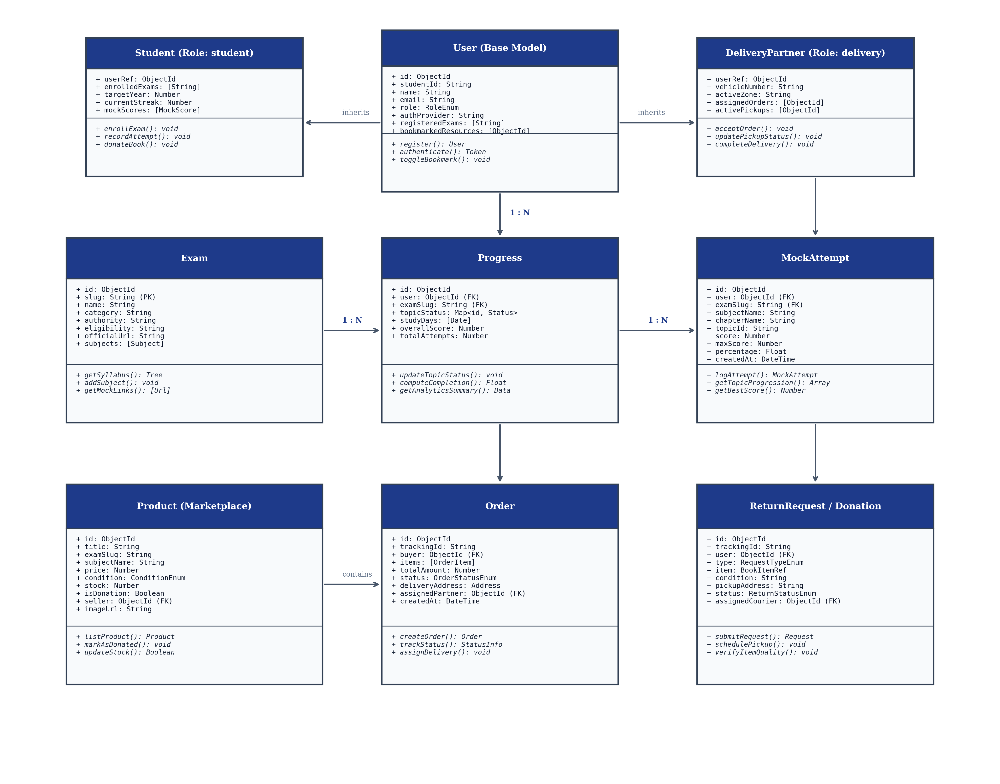 Student (Role: student)
+ userRef: ObjectId
+ enrolledExams: [String]
+ targetYear: Number
+ currentStreak: Number
+ mockScores: [MockScore]
+ enrollExam(): void
+ recordAttempt(): void
+ donateBook(): void
inherits
User (Base Model)
+ id: ObjectId
+ studentId: String
+ name: String
+ email: String
+ role: RoleEnum
+ authProvider: String
+ registeredExams: [String]
+ bookmarkedResources: [ObjectId]
+ register(): User
+ authenticate(): Token
+ toggleBookmark(): void
inherits
DeliveryPartner (Role: delivery)
+ userRef: ObjectId
+ vehicleNumber: String
+ activeZone: String
+ assignedOrders: [ObjectId]
+ activePickups: [ObjectId]
+ acceptOrder(): void
+ updatePickupStatus(): void
+ completeDelivery(): void
1 : N
Exam
+ id: ObjectId
+ slug: String (PK)
+ name: String
+ category: String
+ authority: String
+ eligibility: String
+ officialUrl: String
+ subjects: [Subject]
+ getSyllabus(): Tree
+ addSubject(): void
+ getMockLinks(): [Url]
1 : N
Progress
+ id: ObjectId
+ user: ObjectId (FK)
+ examSlug: String (FK)
+ topicStatus: Map<id, Status>
+ studyDays: [Date]
+ overallScore: Number
+ totalAttempts: Number
+ updateTopicStatus(): void
+ computeCompletion(): Float
+ getAnalyticsSummary(): Data
1 : N
MockAttempt
+ id: ObjectId
+ user: ObjectId (FK)
+ examSlug: String (FK)
+ subjectName: String
+ chapterName: String
+ topicId: String
+ score: Number
+ maxScore: Number
+ percentage: Float
+ createdAt: DateTime
+ logAttempt(): MockAttempt
+ getTopicProgression(): Array
+ getBestScore(): Number
Product (Marketplace)
+ id: ObjectId
+ title: String
+ examSlug: String
+ subjectName: String
+ price: Number
+ condition: ConditionEnum
+ stock: Number
+ isDonation: Boolean
+ seller: ObjectId (FK)
+ imageUrl: String
+ listProduct(): Product
+ markAsDonated(): void
+ updateStock(): Boolean
contains
Order
+ id: ObjectId
+ trackingId: String
+ buyer: ObjectId (FK)
+ items: [OrderItem]
+ totalAmount: Number
+ status: OrderStatusEnum
+ deliveryAddress: Address
+ assignedPartner: ObjectId (FK)
+ createdAt: DateTime
+ createOrder(): Order
+ trackStatus(): StatusInfo
+ assignDelivery(): void
ReturnRequest / Donation
+ id: ObjectId
+ trackingId: String
+ user: ObjectId (FK)
+ type: RequestTypeEnum
+ item: BookItemRef
+ condition: String
+ pickupAddress: String
+ status: ReturnStatusEnum
+ assignedCourier: ObjectId (FK)
+ submitRequest(): Request
+ schedulePickup(): void
+ verifyItemQuality(): void